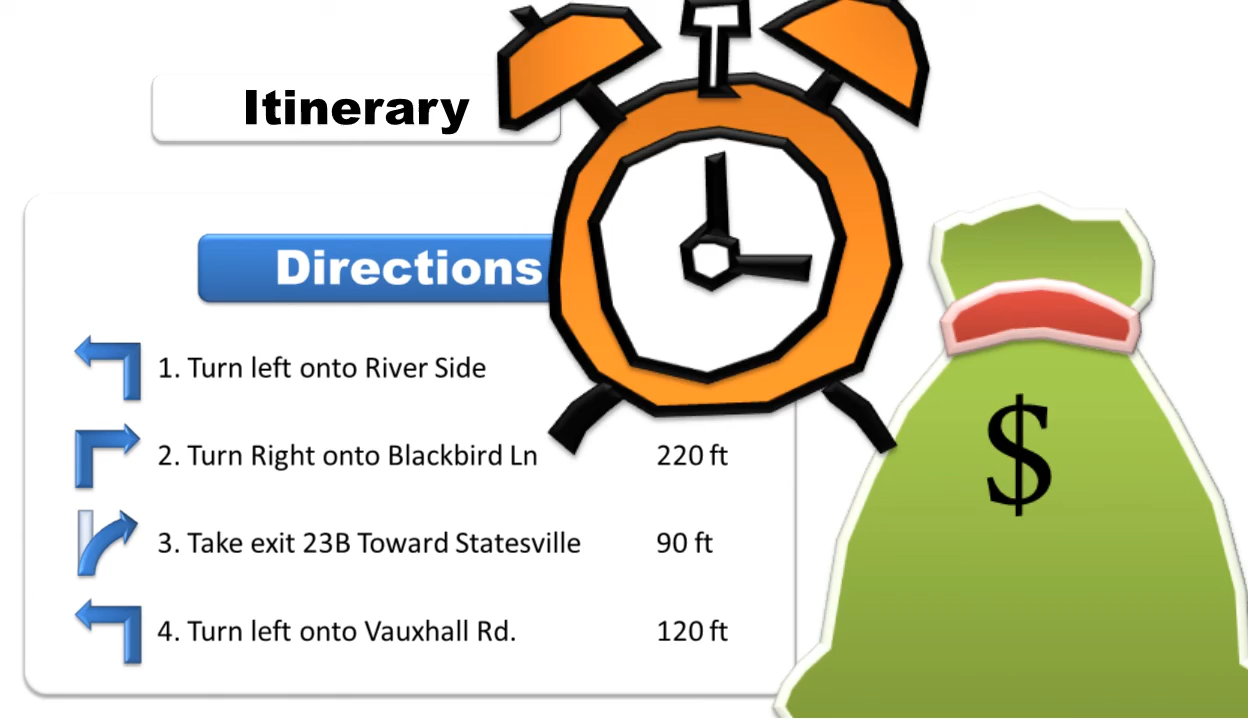 Itinerary
Directions
1. Turn left onto River Side
2. Turn Right onto Blackbird Ln 220 ft
3. Take exit 23B Toward Statesville 90 ft
4. Turn left onto Vauxhall Rd. 120 ft
$